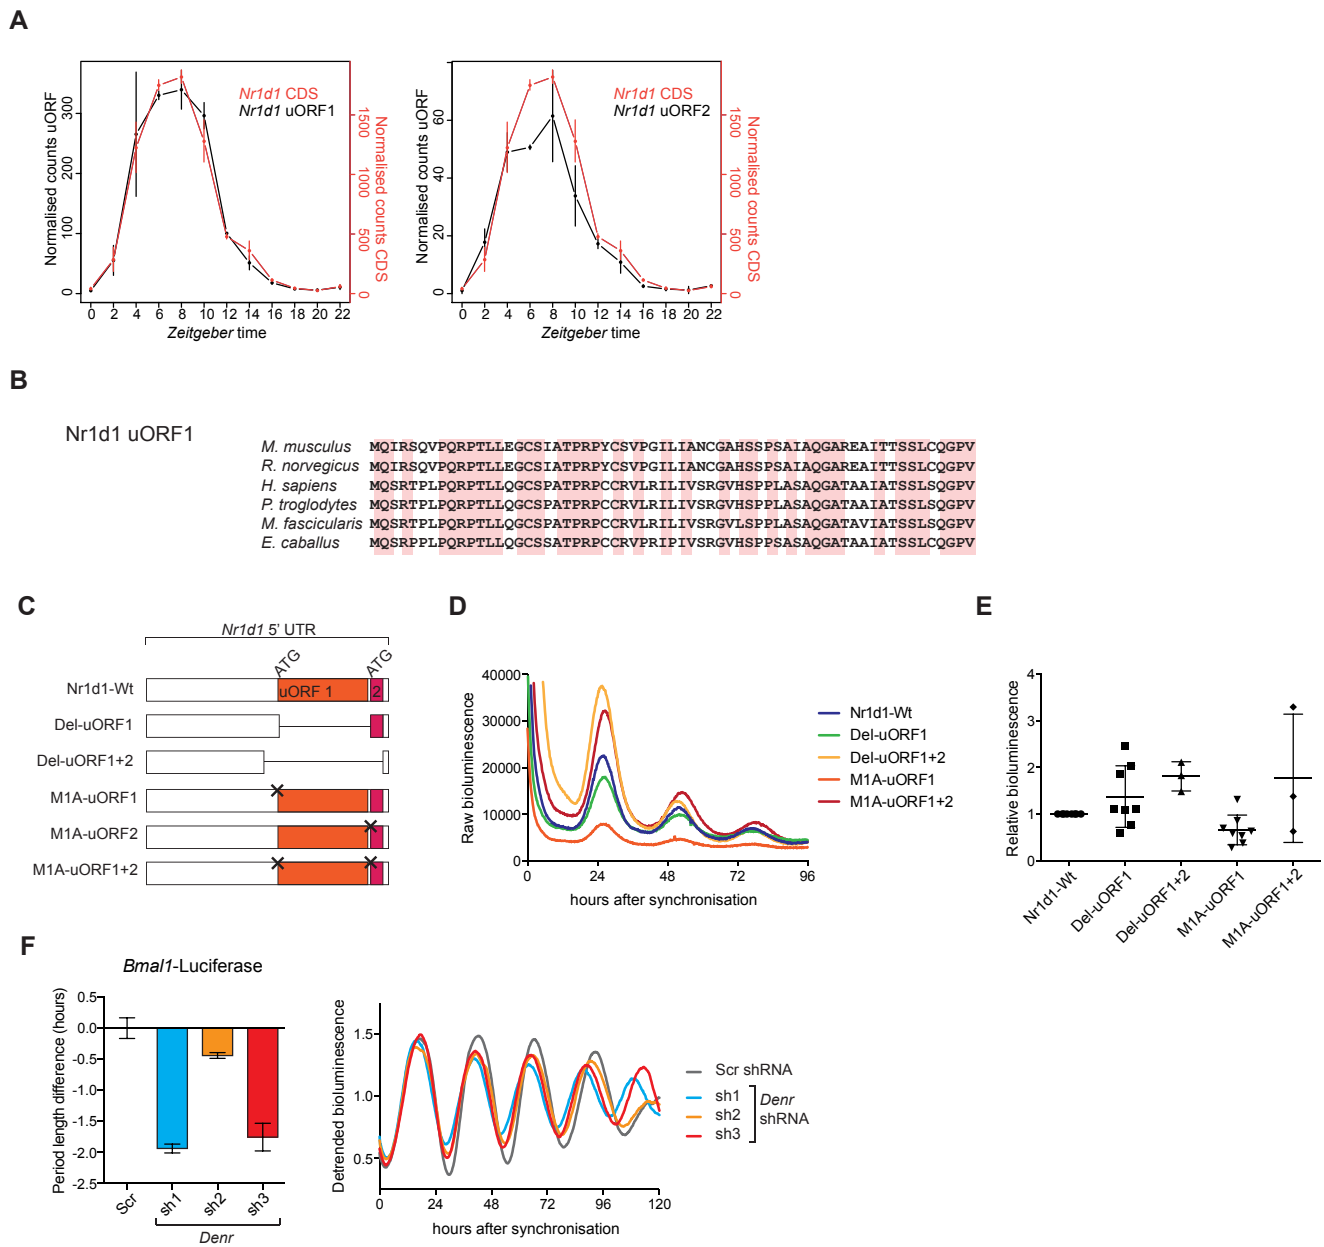 A
Normalised counts uORF
0 100 200 300
Nr1d1 CDS
Nr1d1 uORF1
Normalised counts CDS
0 500 1000 1500
0 2 4 6 8 10 12 14 16 18 20 22
Zeitgeber time
Normalised counts uORF
0 20 40 60
Nr1d1 CDS
Nr1d1 uORF2
Normalised counts CDS
0 500 1000 1500
0 2 4 6 8 10 12 14 16 18 20 22
Zeitgeber time
B
Nr1d1 uORF1
M. musculus MQIRSQVPQRPTLLEGCSIATPRPYCSVPGILIANCGAHSSPSAIAQGAREAITTSSLCQGPV
R. norvegicus MQIRSQVPQRPTLLEGCSIATPRPYCSVPGILIANCGAHSSPSAIAQGAREAITTSSLCQGPV
H. sapiens MQSRTPLPQRPTLLQGCSPATPRPCCRVLRILIVSRGVHSPPLASAQGATAAIATSSLCQGPV
P. troglodytes MQSRTPLPQRPTLLQGCSPATPRPCCRVLRILIVSRGVHSPPLASAQGATAAIATSSLCQGPV
M. fascicularis MQSRTPLPQRPTLLQGCSPATPRPCCRVLRILIVSRGVLSPPLASAQGATAVIATSSLSQGPV
E. caballus MQSRPPLPQRPTLLQGCSPATPRPCCRVPRIPIVSRGVHSPPSASAQGATAAIATSSLSQGPV
C
Nr1d1 5' UTR
ATG ATG
Nr1d1-Wt uORF 1 2
Del-uORF1
Del-uORF1+2
M1A-uORF1
M1A-uORF2
M1A-uORF1+2
D
Raw bioluminescence
40000
30000
20000
10000
0
0 24 48 72 96
hours after synchronisation
Nr1d1-Wt
Del-uORF1
Del-uORF1+2
M1A-uORF1
M1A-uORF1+2
E
Relative bioluminescence
4
3
2
1
0
Nr1d1-Wt
Del-uORF1
Del-uORF1+2
M1A-uORF1
M1A-uORF1+2
F
Bmal1-Luciferase
Period length difference (hours)
0.5
0.0
-0.5
-1.0
-1.5
-2.0
-2.5
Scr sh1 sh2 sh3
Denr
Detrended bioluminescence
1.5
1.0
0.5
0 24 48 72 96 120
hours after synchronisation
Scr shRNA
sh1
sh2
sh3
Denr
shRNA